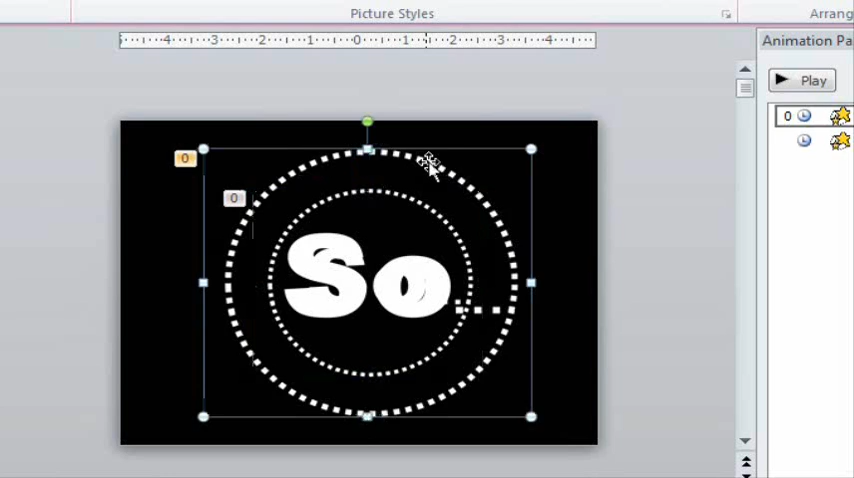 Picture Styles
Arrang
4 3 2 1 0 1 2 3 4
Animation Pa
Play
0
0
0
So...